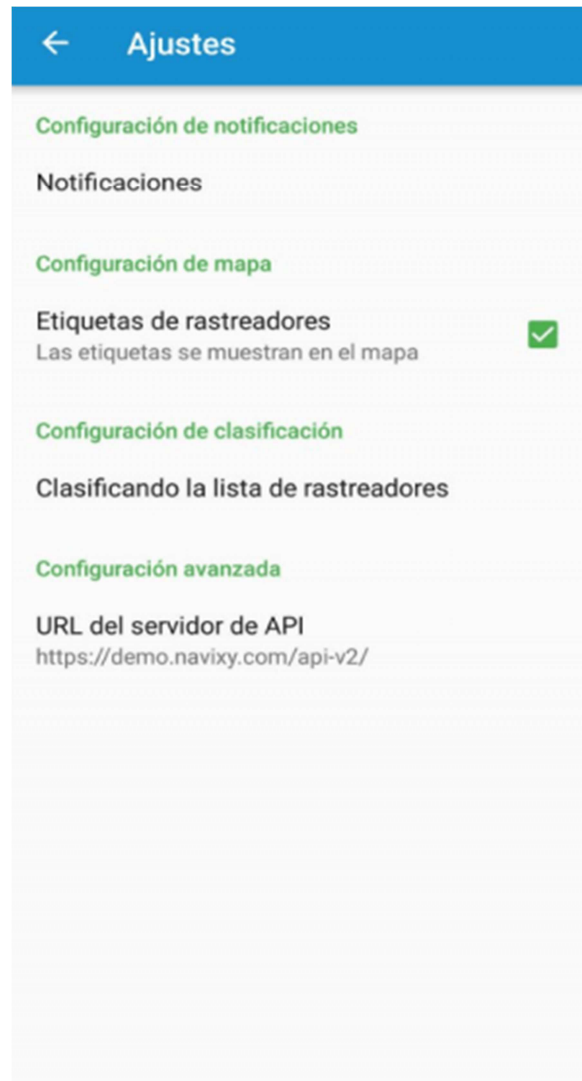 Ajustes
Configuración de notificaciones
Notificaciones
Configuración de mapa
Etiquetas de rastreadores
Las etiquetas se muestran en el mapa
Configuración de clasificación
Clasificando la lista de rastreadores
Configuración avanzada
URL del servidor de API
https://demo.navixy.com/api-v2/